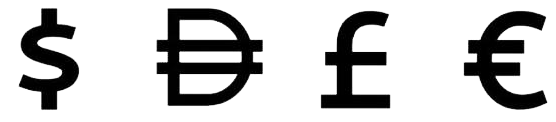 $ £ €